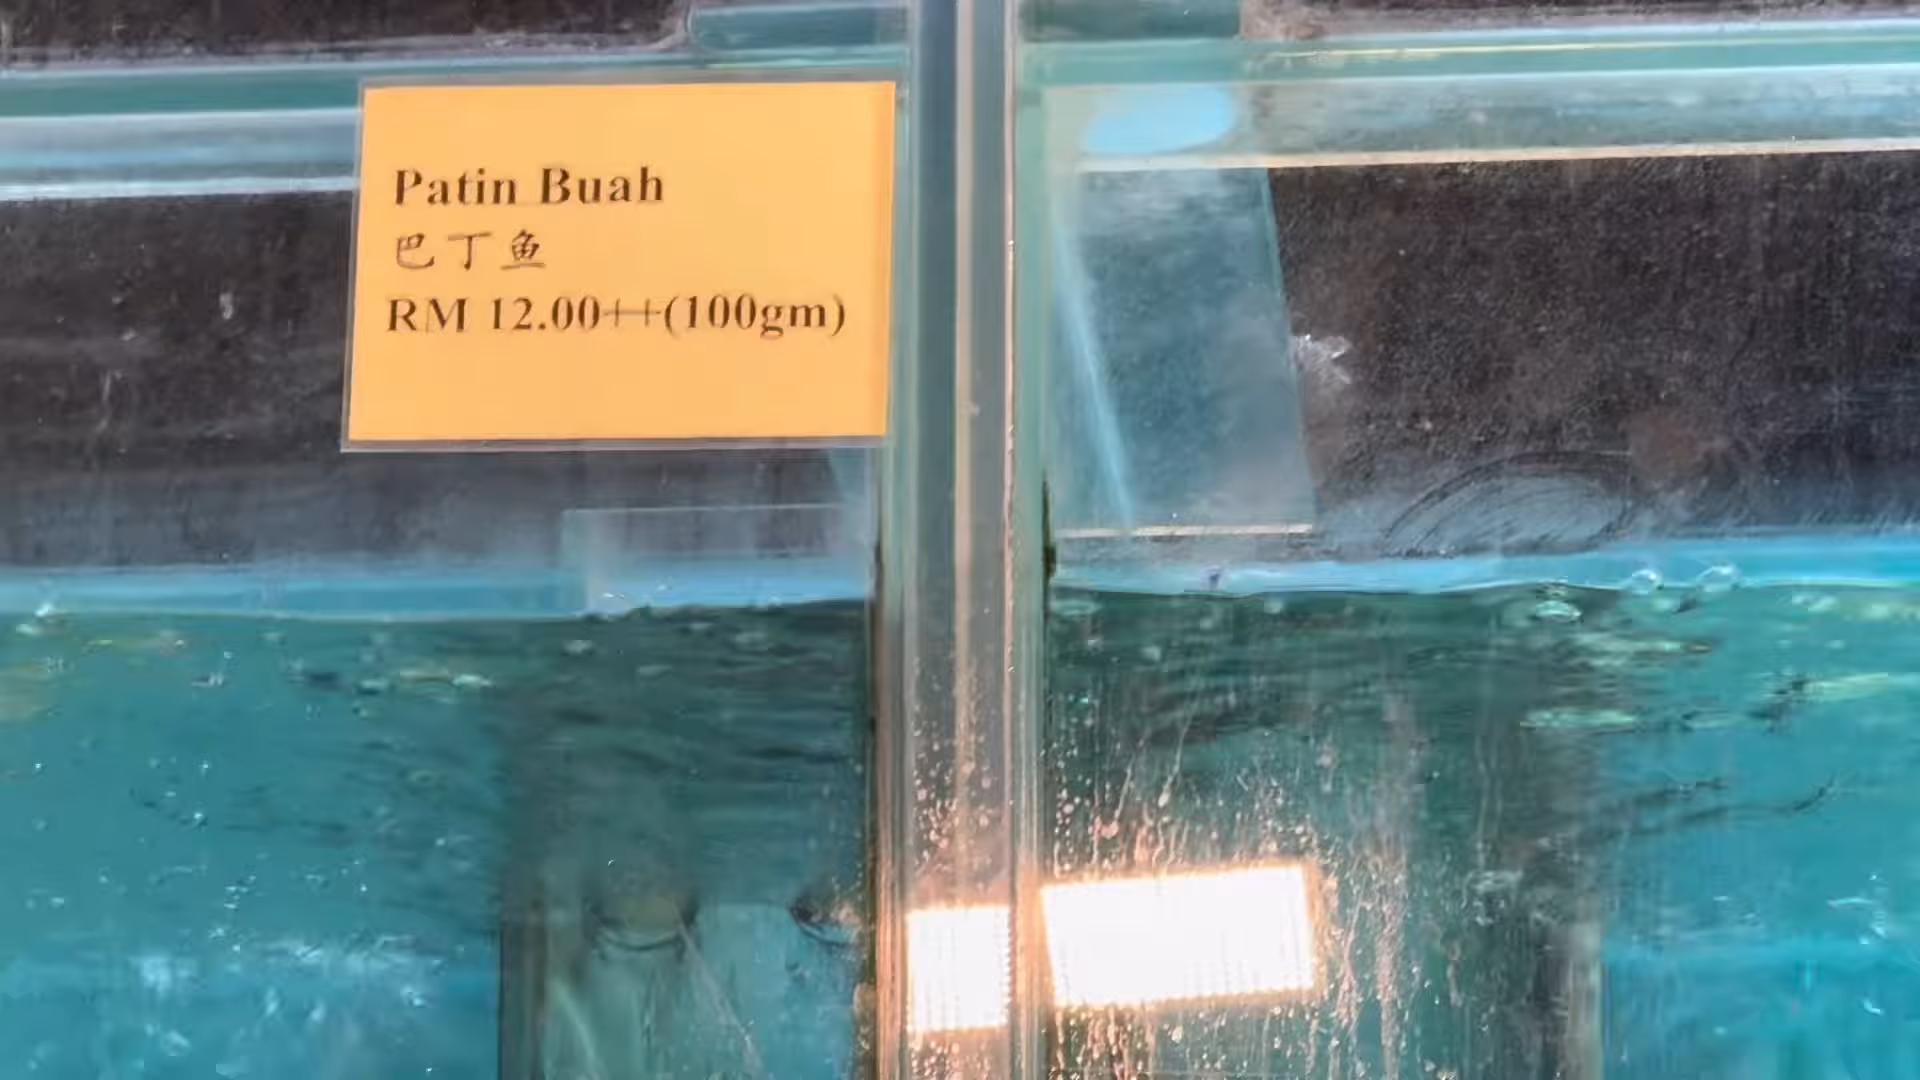 Patin Buah
巴丁鱼
RM 12.00++(100gm)